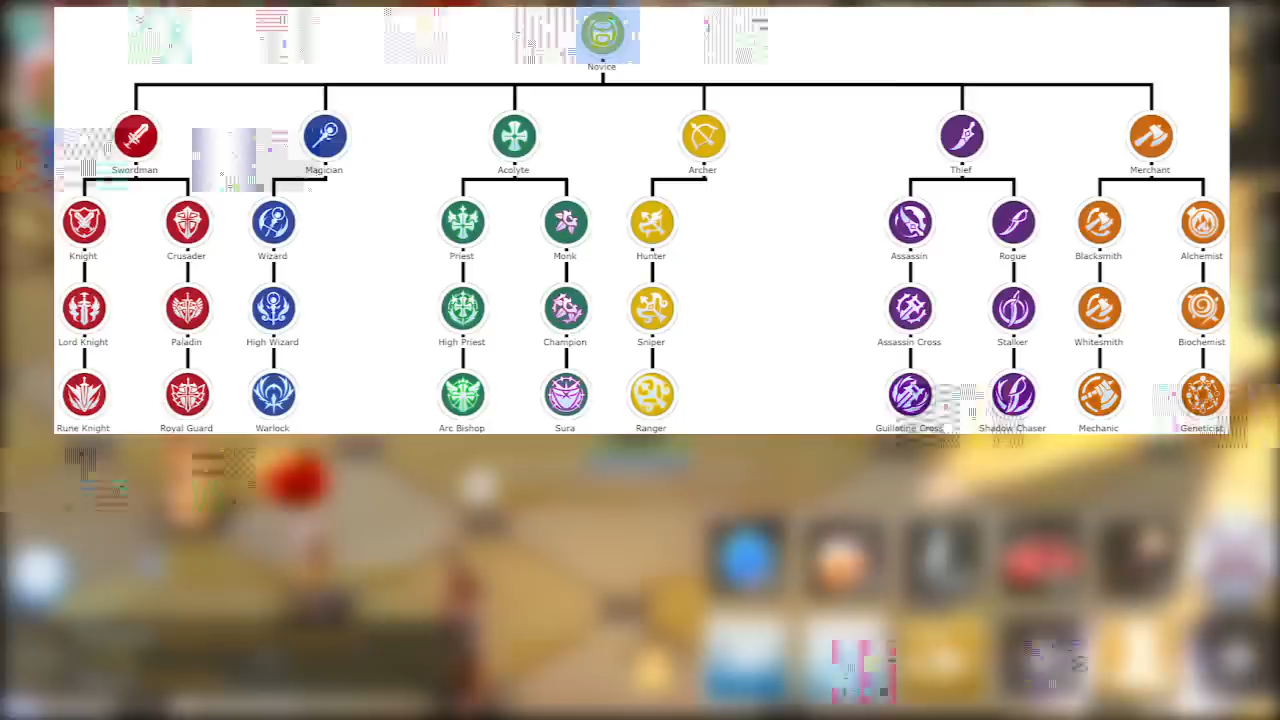 Novice
Swordman Magician Acolyte Archer Thief Merchant
Knight Crusader Wizard Priest Monk Hunter Assassin Rogue Blacksmith Alchemist
Lord Knight Paladin High Wizard High Priest Champion Sniper Assassin Cross Stalker Whitesmith Biochemist
Rune Knight Royal Guard Warlock Arc Bishop Sura Ranger Guillotine Cross Shadow Chaser Mechanic Geneticist